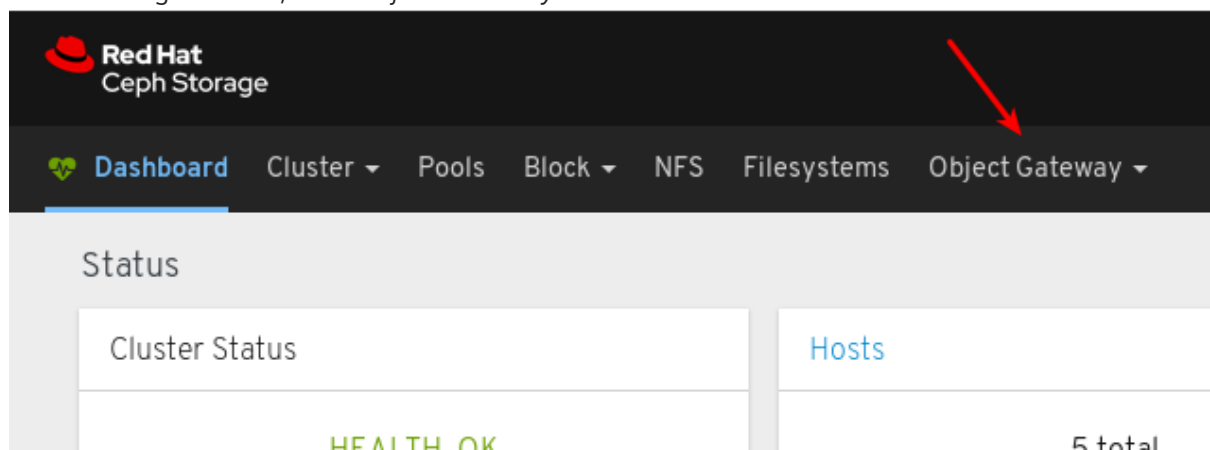 Red Hat
Ceph Storage
Dashboard Cluster Pools Block NFS Filesystems Object Gateway
Status
Cluster Status Hosts
HEALTH_OK 5 total